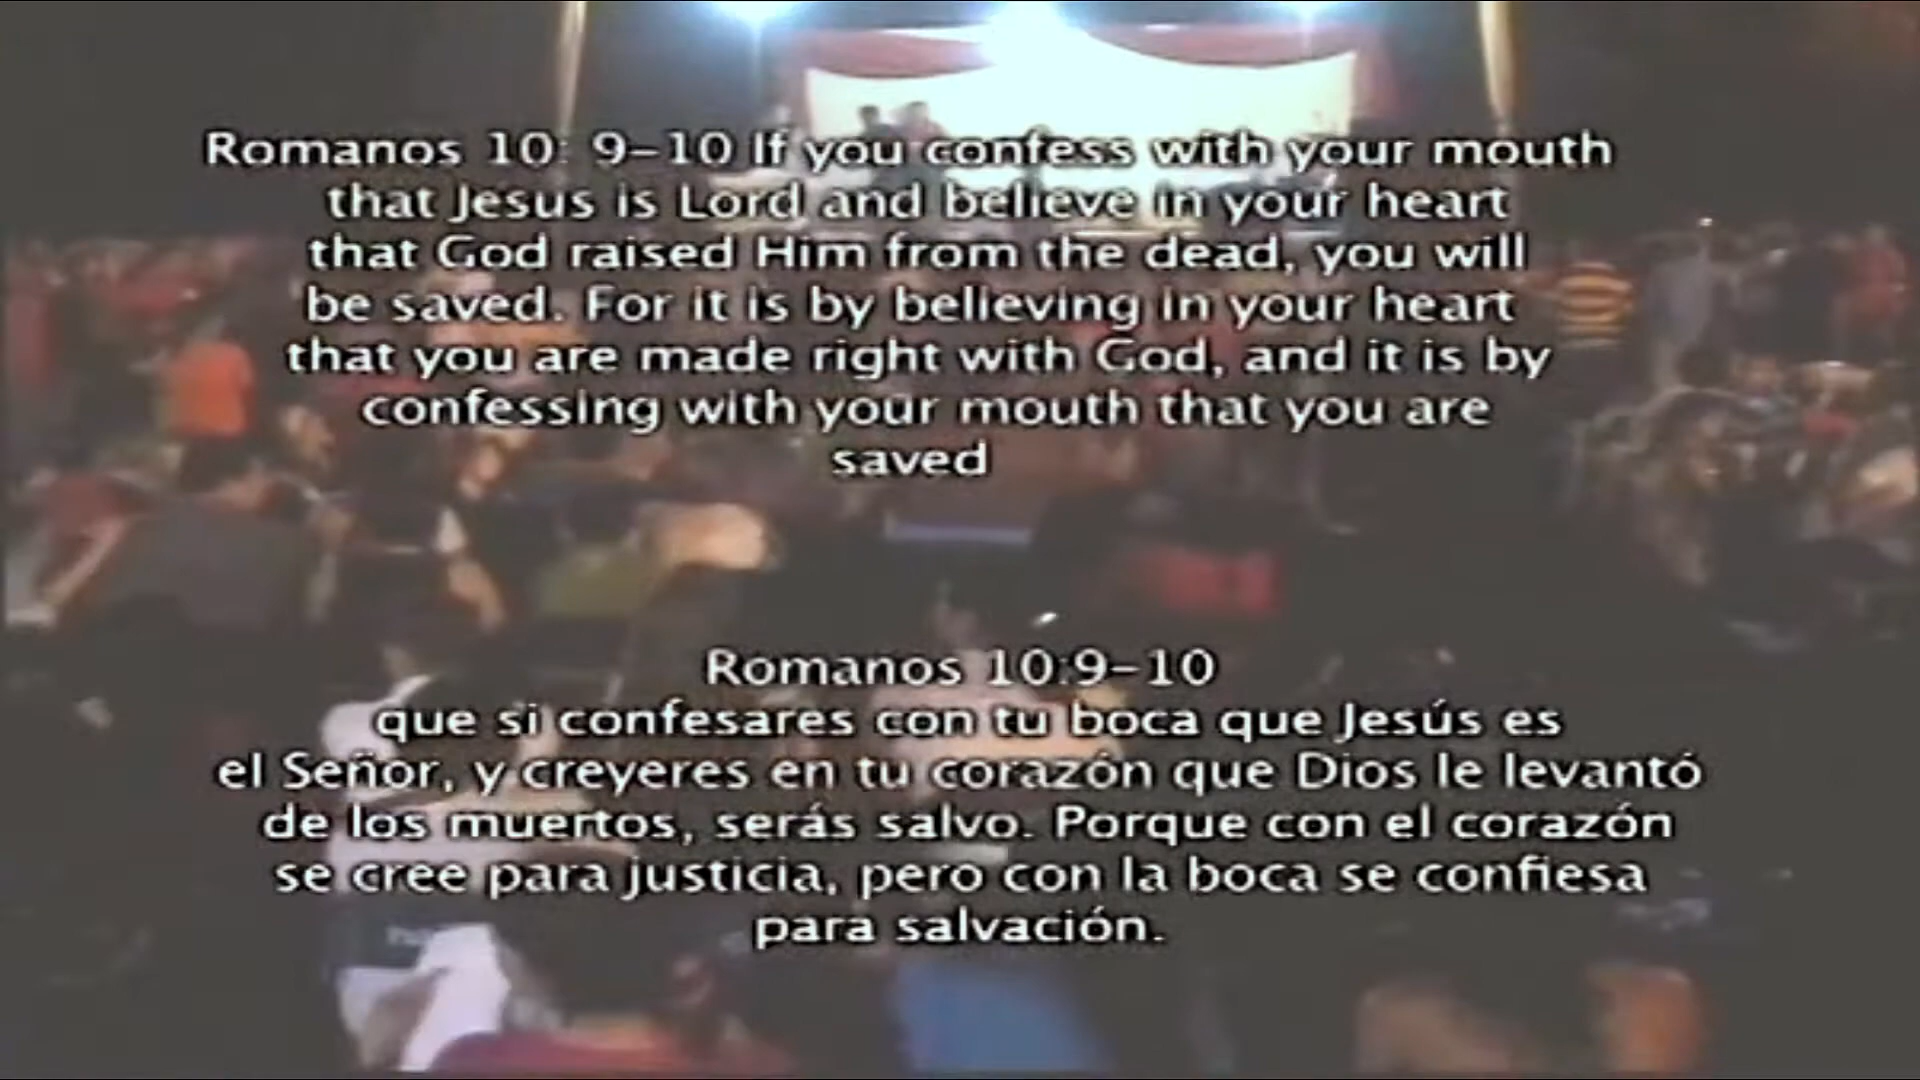 Romanos 10: 9-10 If you confess with your mouth
that Jesus is Lord and believe in your heart
that God raised Him from the dead, you will
be saved. For it is by believing in your heart
that you are made right with God, and it is by
confessing with your mouth that you are
saved
Romanos 10:9-10
que si confesares con tu boca que Jesús es
el Señor, y creyeres en tu corazón que Dios le levantó
de los muertos, serás salvo. Porque con el corazón
se cree para justicia, pero con la boca se confiesa
para salvación.